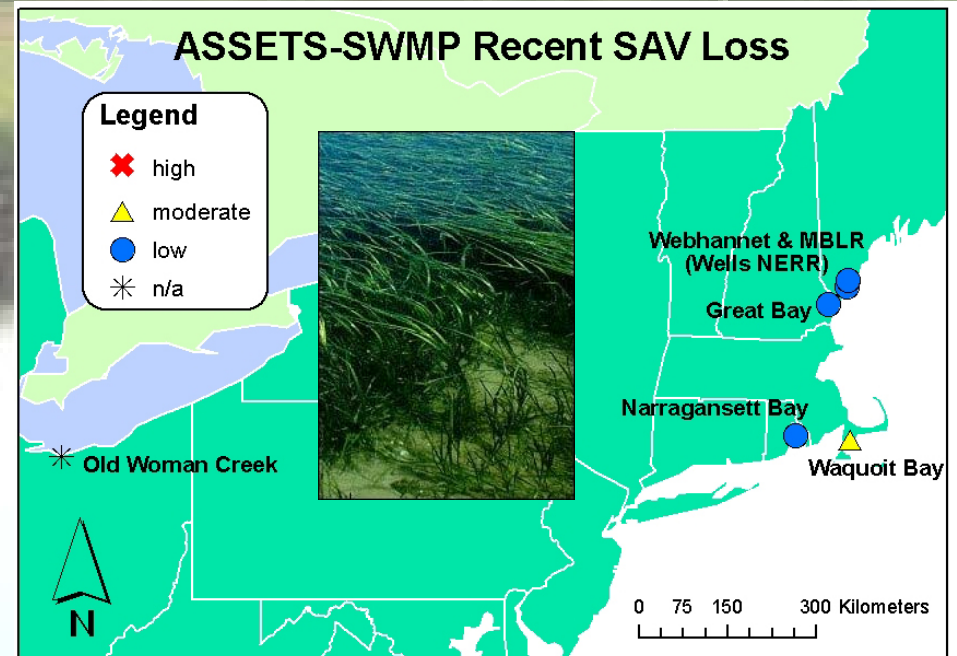 ASSETS-SWMP Recent SAV Loss
Legend
high
moderate
low
n/a
Webhannet & MBLR
(Wells NERR)
Great Bay
Narragansett Bay
Waquoit Bay
Old Woman Creek
N
0 75 150 300 Kilometers